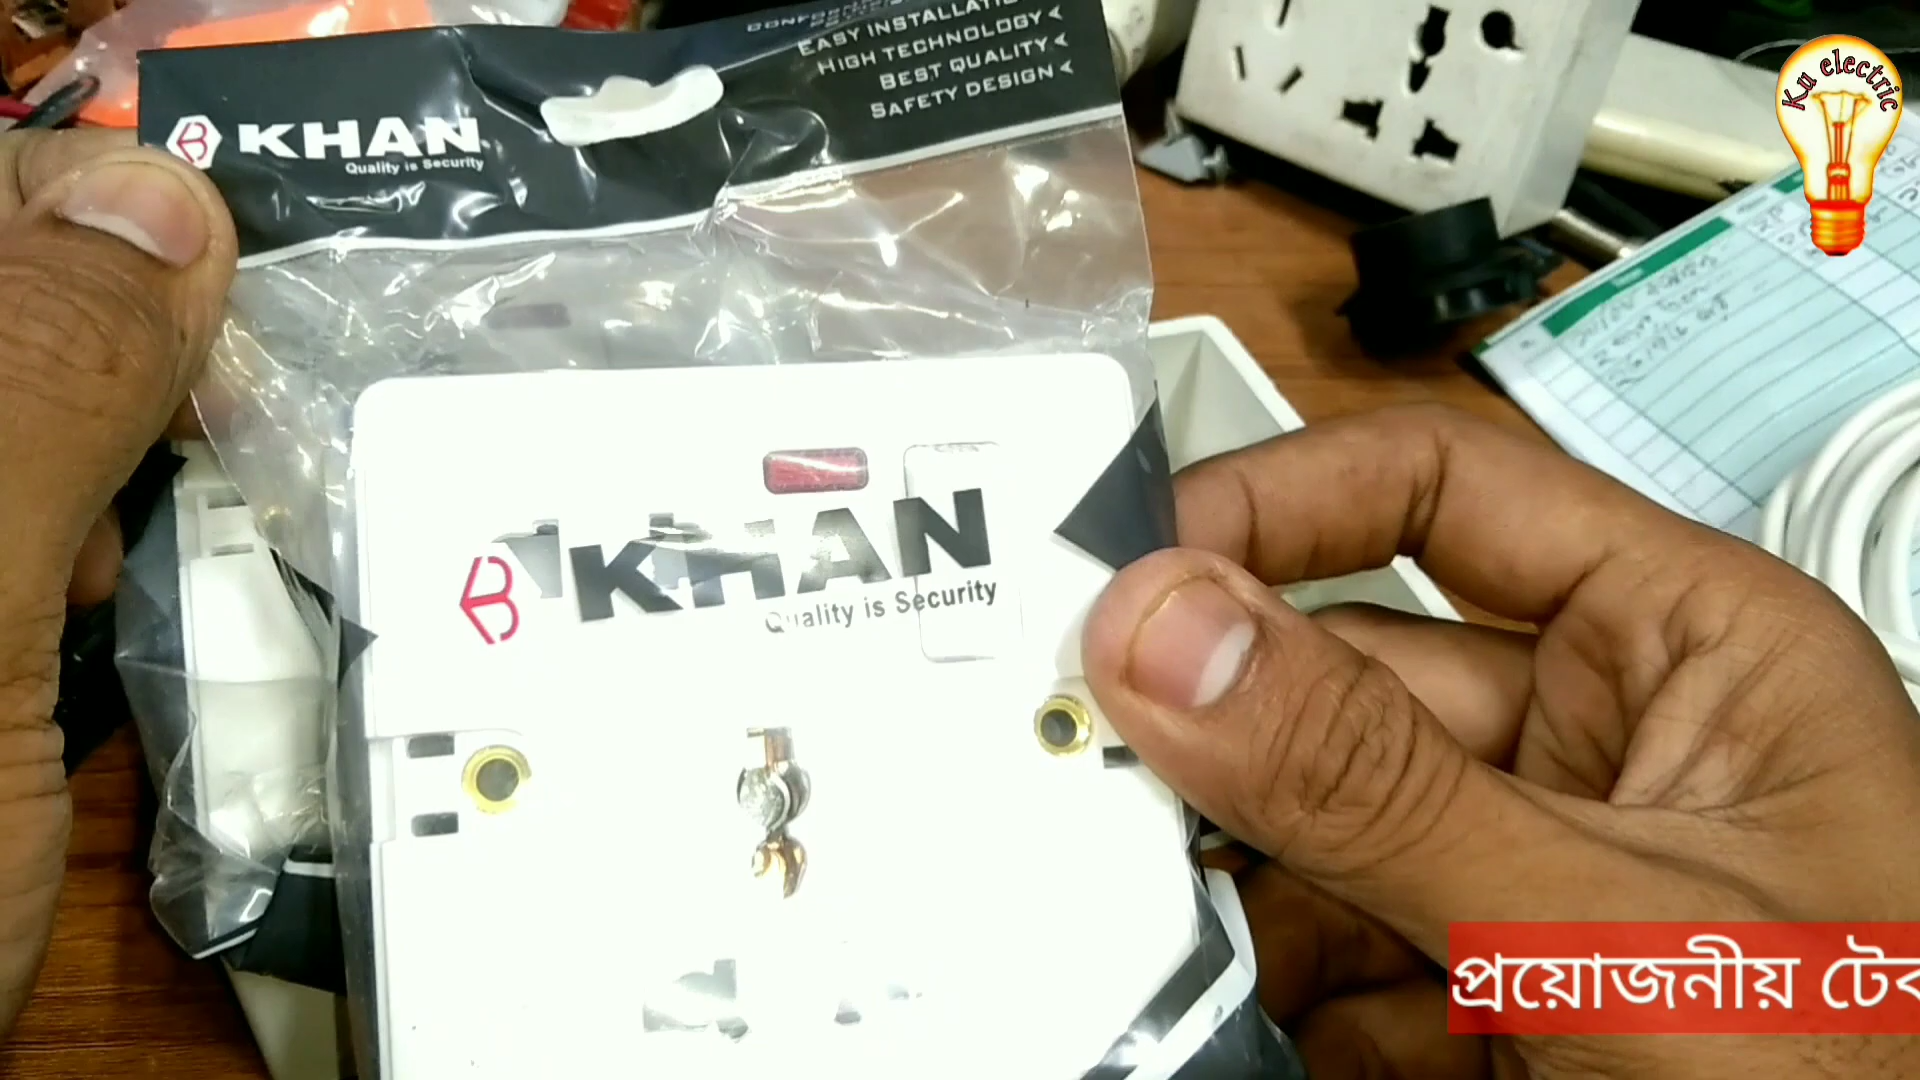 EASY INSTALLATIO
HIGH TECHNOLOGY
BEST QUALITY
SAFETY DESIGN
KHAN
Quality is Security
Ku electric
KHAN
Quality is Security
প্রয়োজনীয়